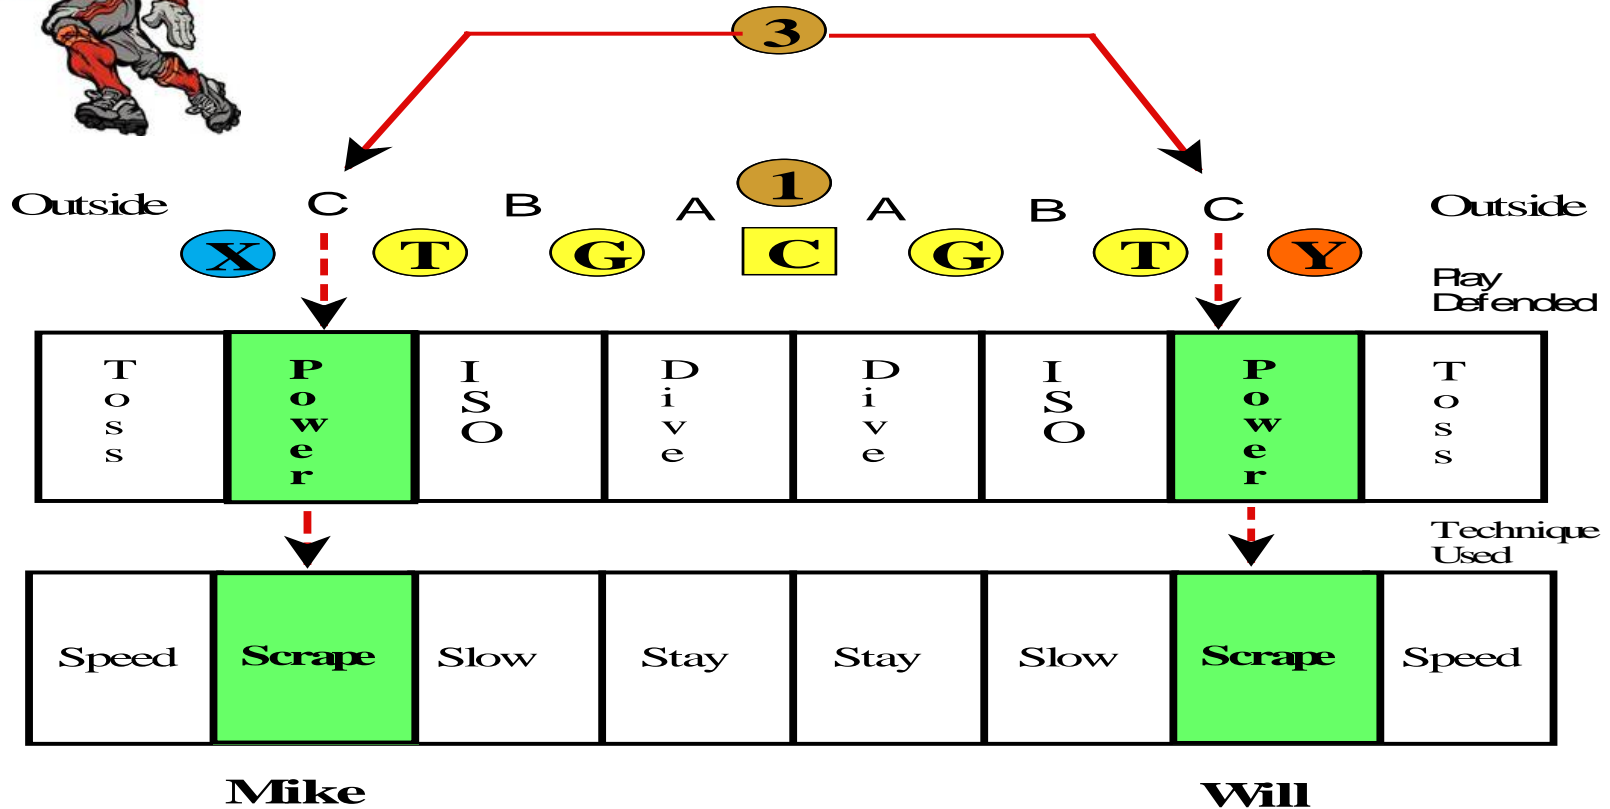 3
1
Outside C B A A B C Outside
X T G C G T Y
Play
Defended
Toss Power ISO Dive Dive ISO Power Toss
Technique
Used
Speed Scrape Slow Stay Stay Slow Scrape Speed
Mike Will